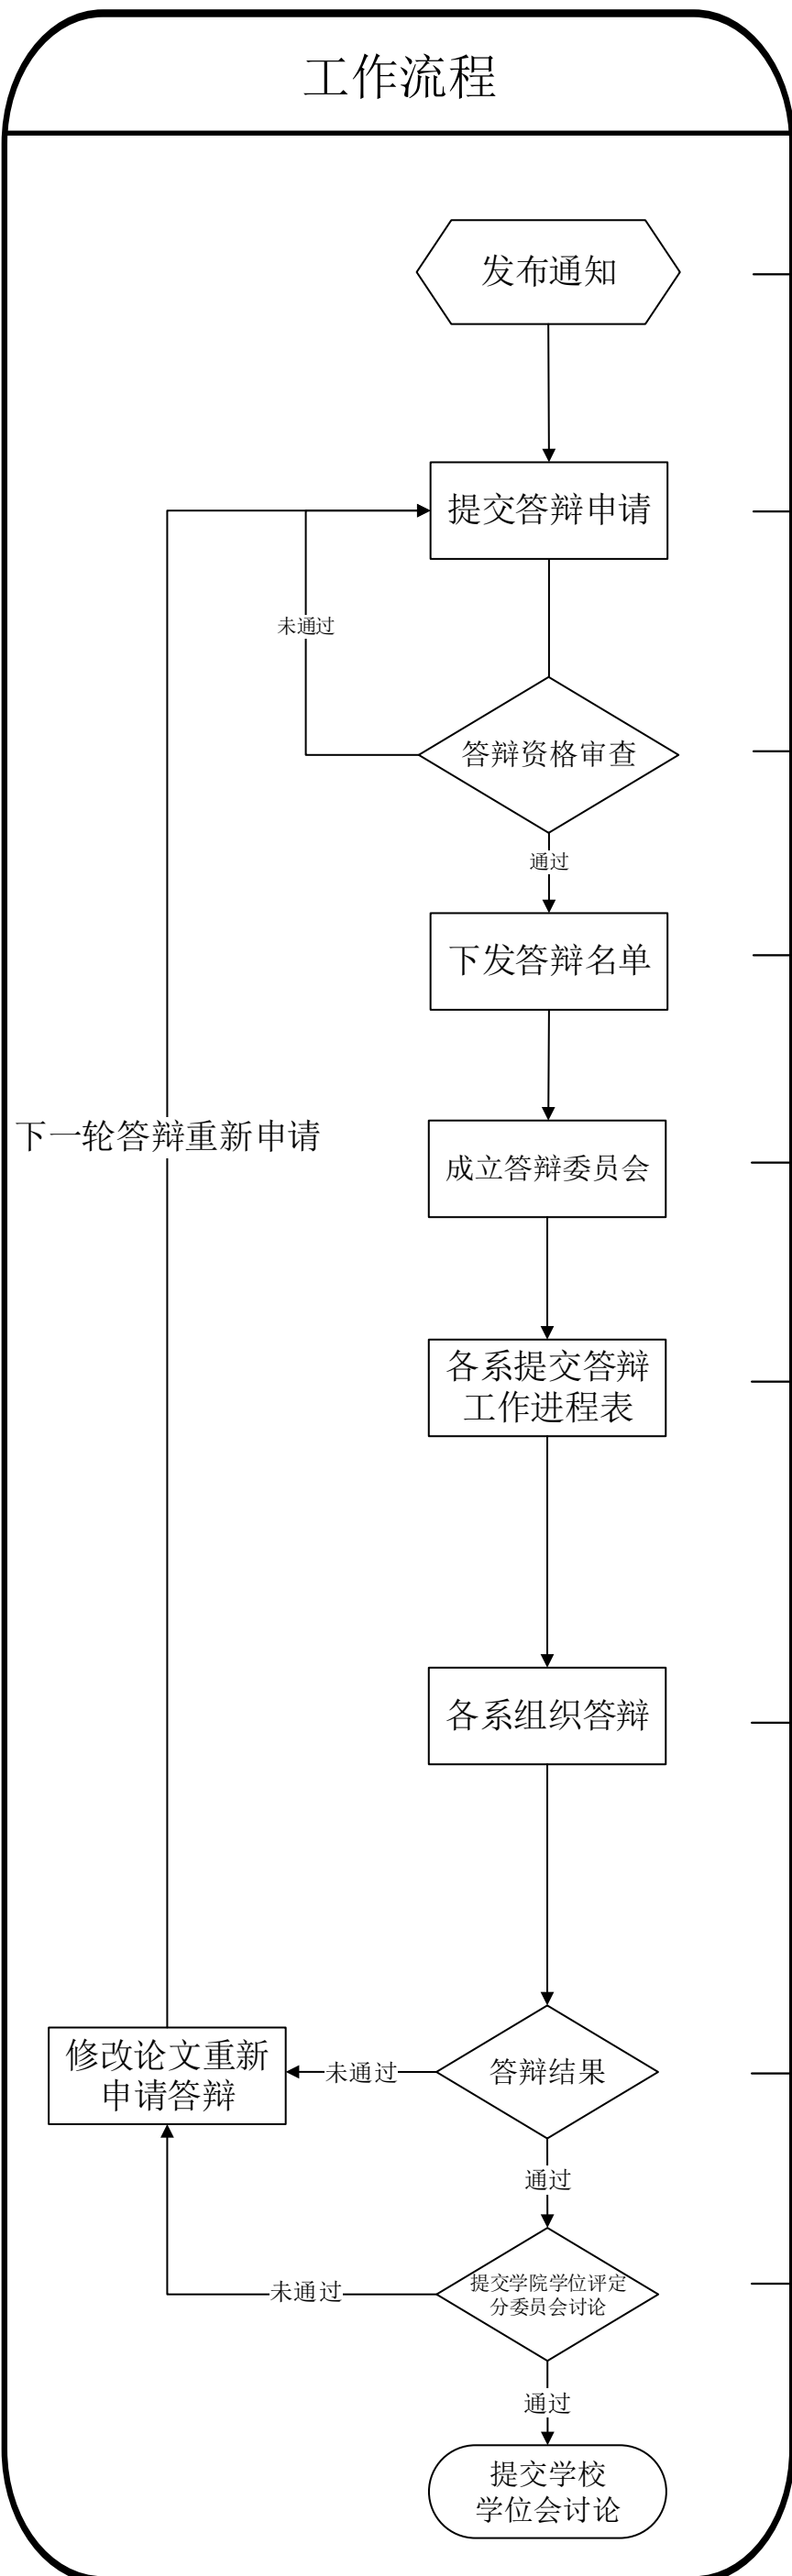 工作流程
发布通知
提交答辩申请
未通过
答辩资格审查
通过
下发答辩名单
下一轮答辩重新申请
成立答辩委员会
各系提交答辩
工作进程表
各系组织答辩
修改论文重新
申请答辩
未通过
答辩结果
通过
提交学院学位评定
分委员会讨论
未通过
通过
提交学校
学位会讨论